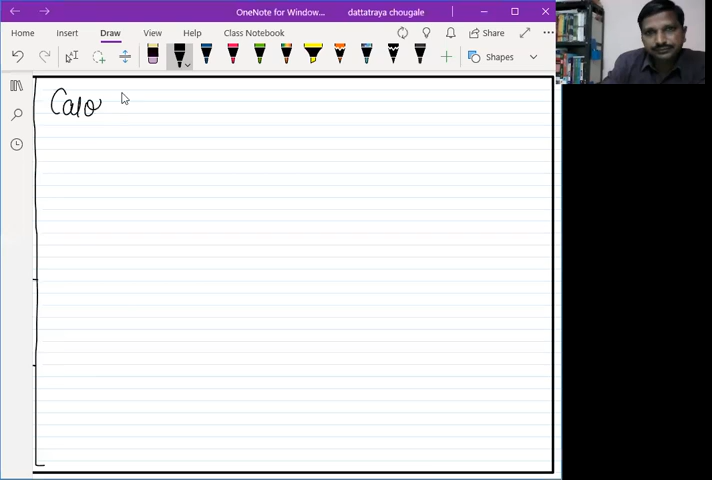 OneNote for Window... dattatraya chougale
Home Insert Draw View Help Class Notebook Share
Shapes
Calo